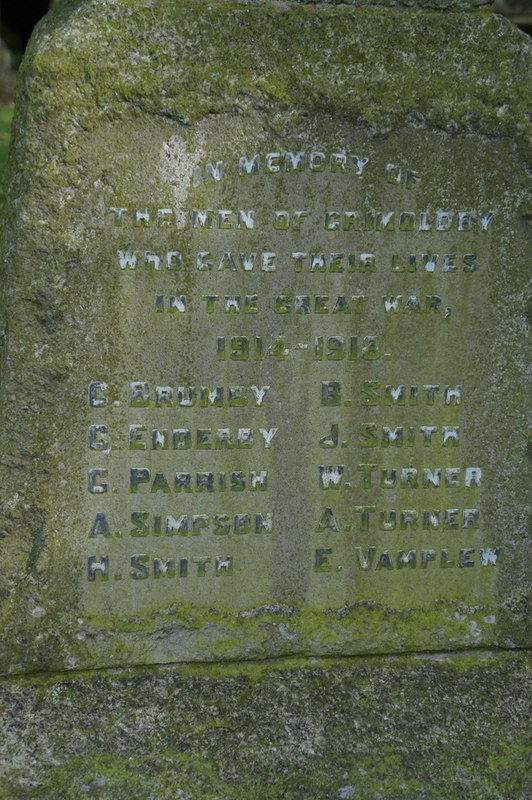 IN MEMORY OF
THE MEN OF GRIMOLDBY
WHO GAVE THEIR LIVES
IN THE GREAT WAR,
1914-1918.
C. BRUMBY B. SMITH
G. ENDERBY J. SMITH
G. PARRISH W. TURNER
A. SIMPSON A. TURNER
H. SMITH E. VAMPLEW